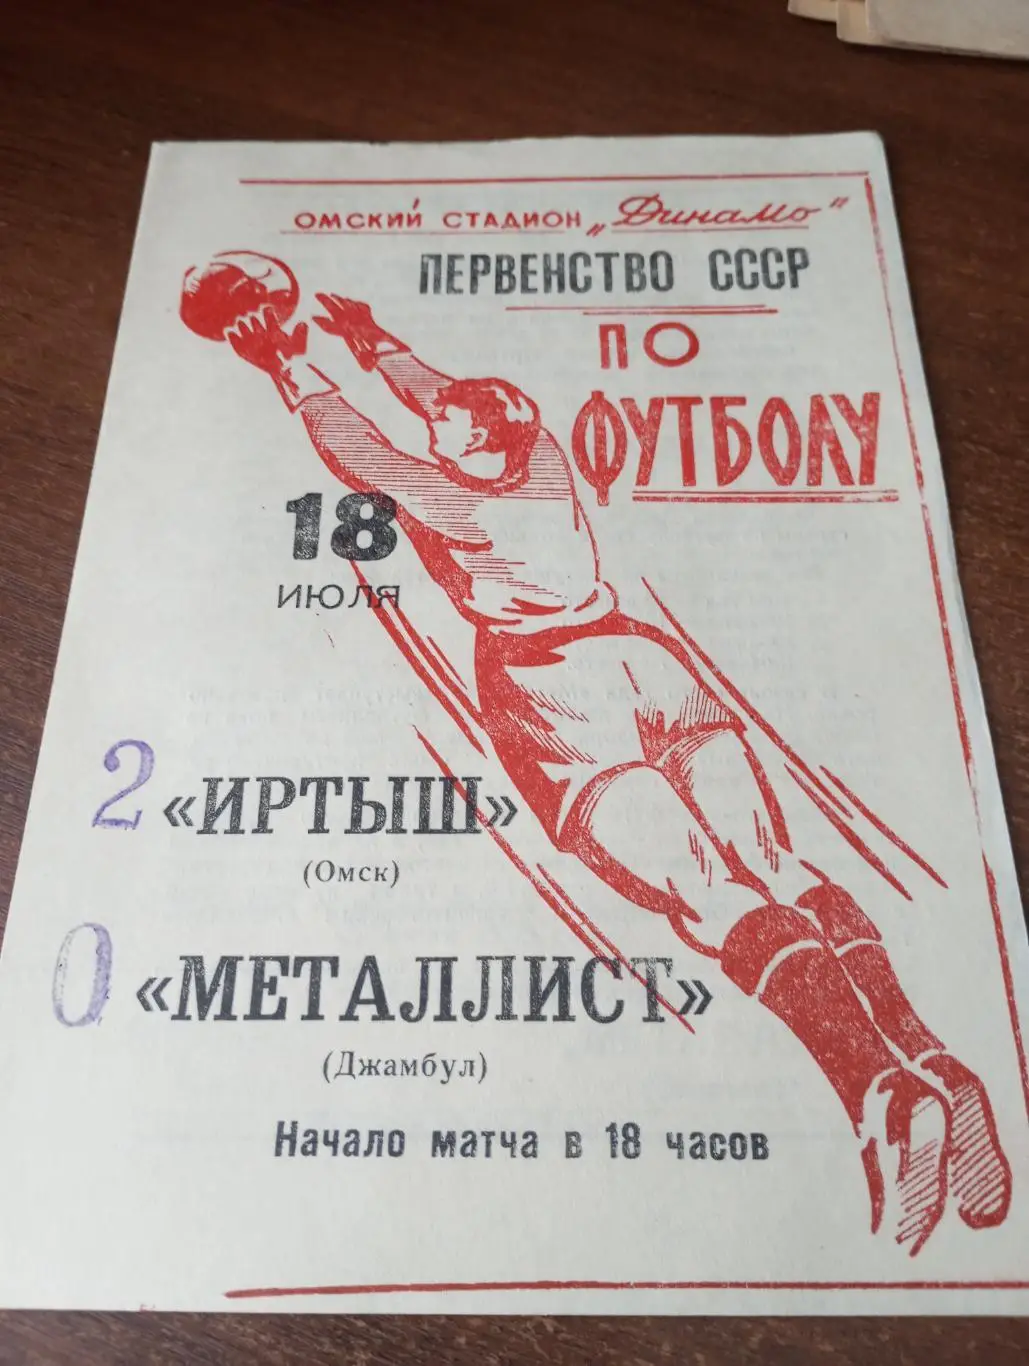 ОМСКИЙ СТАДИОН „Динамо"
ПЕРВЕНСТВО СССР
ПО
ФУТБОЛУ
18
ИЮЛЯ
2 «ИРТЫШ»
(Омск)
0 «МЕТАЛЛИСТ»
(Джамбул)
Начало матча в 18 часов